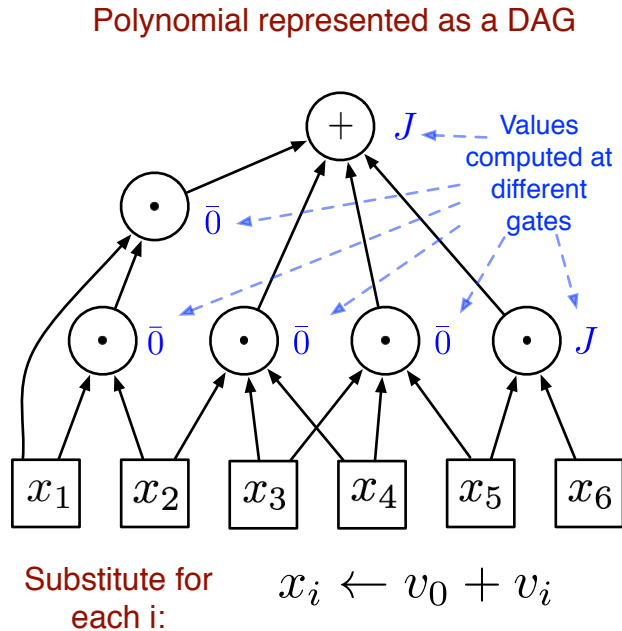 Polynomial represented as a DAG
+
J
Values
computed at
different
gates
·
0̄
·
0̄
·
0̄
·
0̄
·
J
x₁
x₂
x₃
x₄
x₅
x₆
Substitute for
each i:
xᵢ ← v₀ + vᵢ